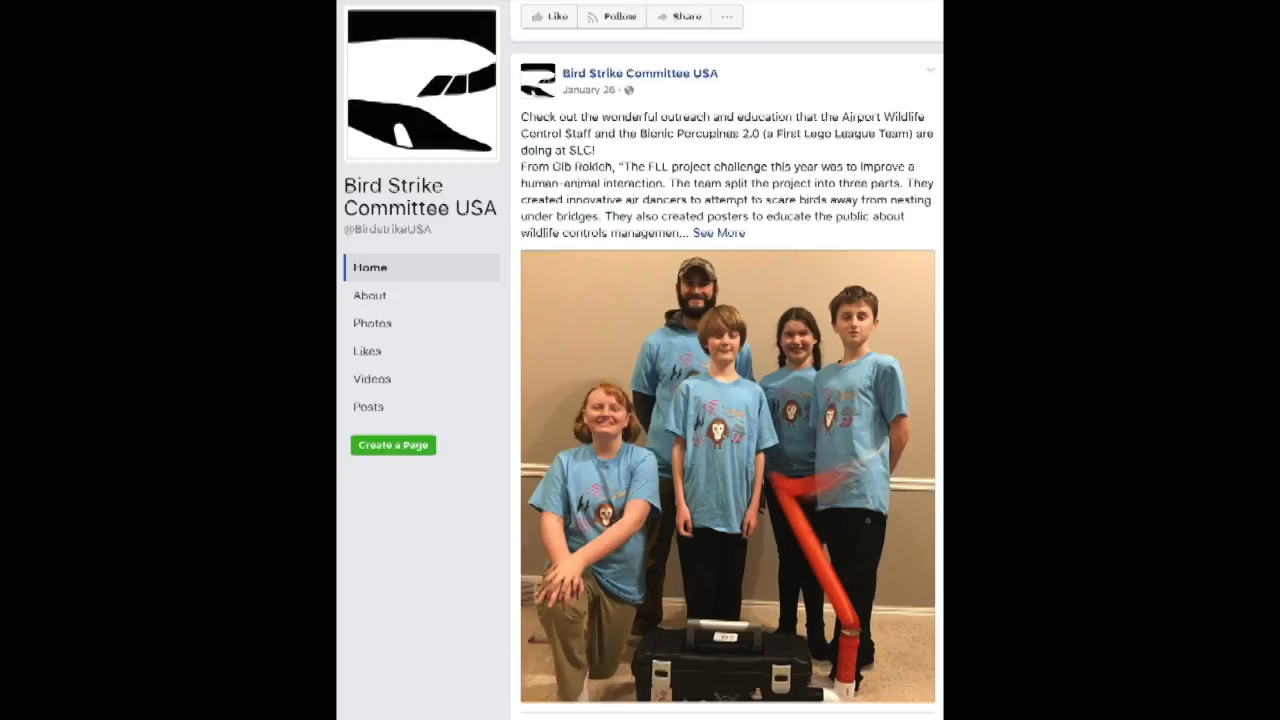 Like Follow Share ...
Bird Strike Committee USA
January 26 ·
Check out the wonderful outreach and education that the Airport Wildlife
Control Staff and the Bionic Porcupines 2.0 (a First Lego League Team) are
doing at SLC!
From Gib Rokich, "The FLL project challenge this year was to improve a
human-animal interaction. The team split the project into three parts. They
created innovative air dancers to attempt to scare birds away from nesting
under bridges. They also created posters to educate the public about
wildlife controls managemen... See More
Bird Strike
Committee USA
@BirdstrikeUSA
Home
About
Photos
Likes
Videos
Posts
Create a Page